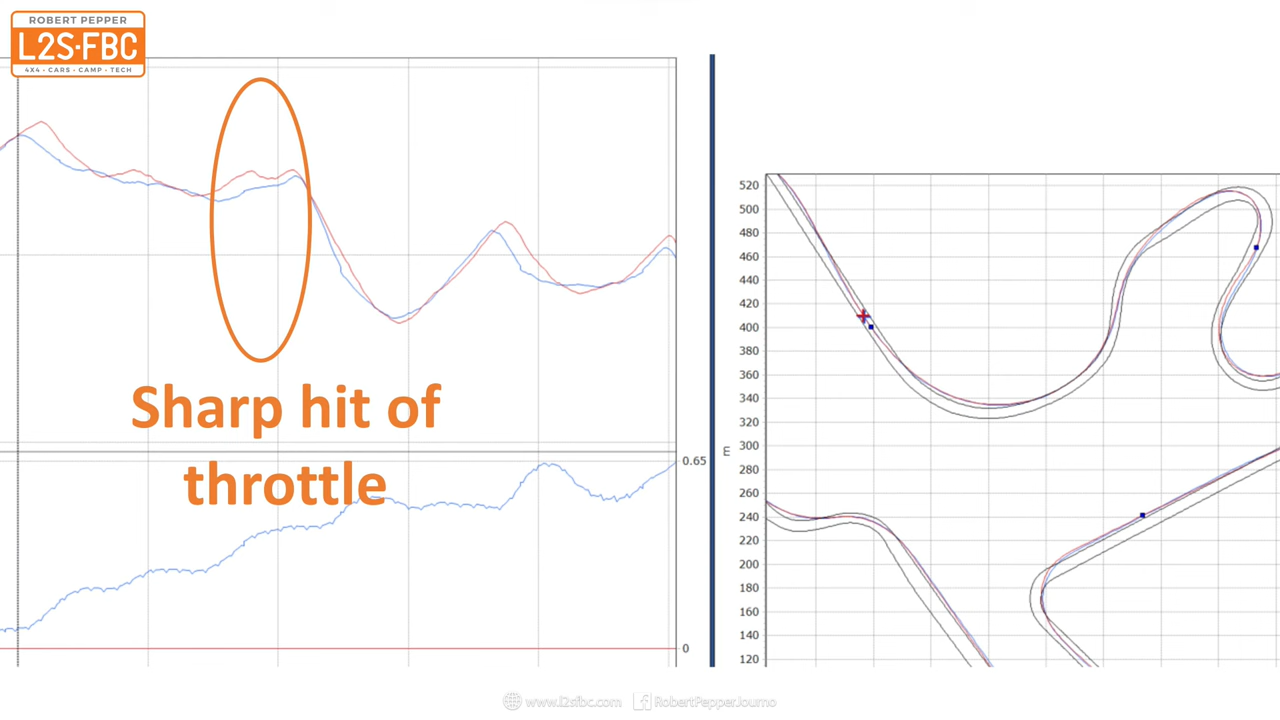 ROBERT PEPPER
L2S·FBC
4X4 • CARS • CAMP • TECH
Sharp hit of
throttle
0.65
0
520
500
480
460
440
420
400
380
360
340
320
300
E
280
260
240
220
200
180
160
140
120
www.l2sfbc.com
RobertPepperJourno